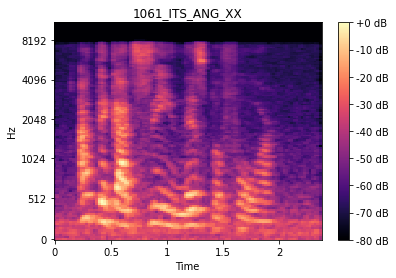 1061_ITS_ANG_XX
+0 dB
8192
-10 dB
4096
-20 dB
-30 dB
2048
Hz
-40 dB
1024
-50 dB
512
-60 dB
-70 dB
0
-80 dB
0
0.5
1
1.5
2
Time